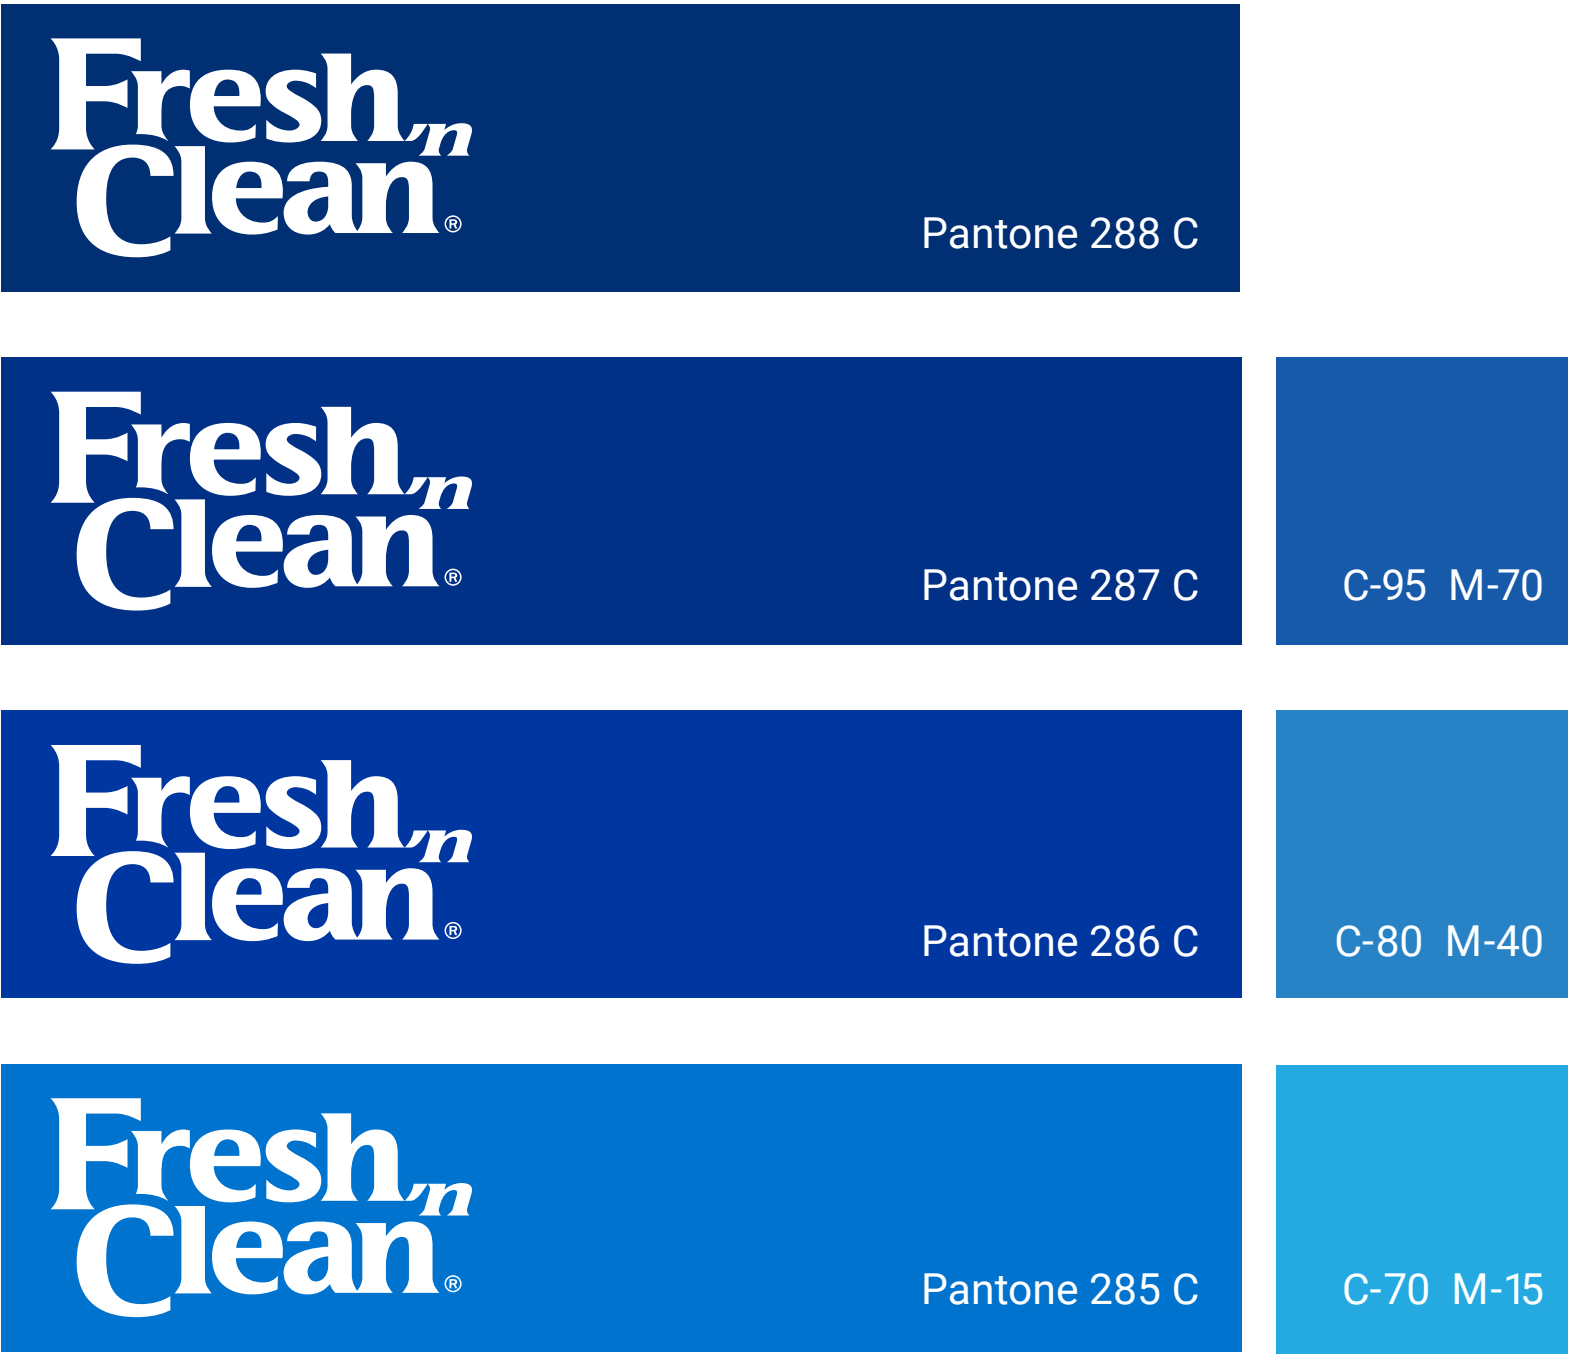 Fresh 'n
Clean®
Pantone 288 C
Fresh 'n
Clean®
Pantone 287 C
C-95 M-70
Fresh 'n
Clean®
Pantone 286 C
C-80 M-40
Fresh 'n
Clean®
Pantone 285 C
C-70 M-15